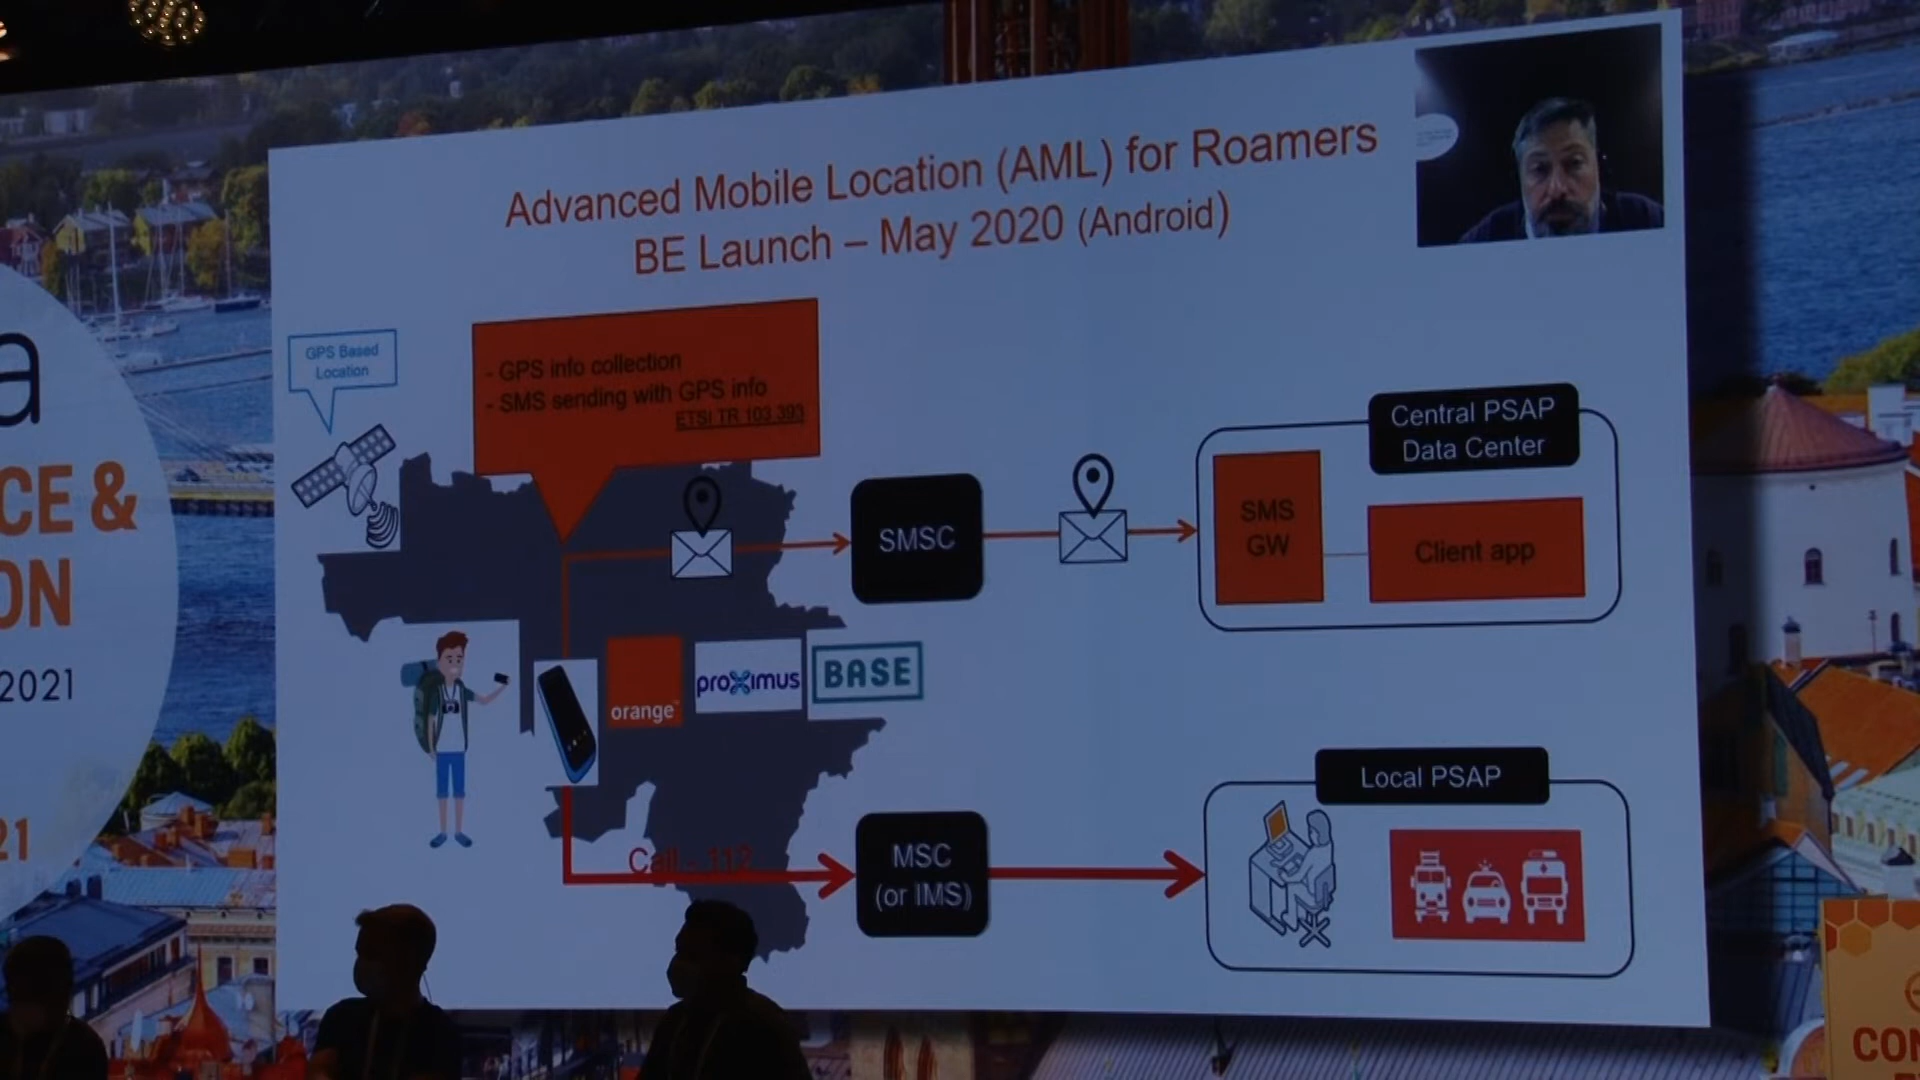 Advanced Mobile Location (AML) for Roamers
BE Launch – May 2020 (Android)
GPS Based
Location
- GPS info collection
- SMS sending with GPS info
ETSI TR 103.393
SMSC
Central PSAP
Data Center
SMS
GW
Client app
orange
proximus
BASE
Call - 112
MSC
(or IMS)
Local PSAP
a
CE &
ON
2021
21
CON